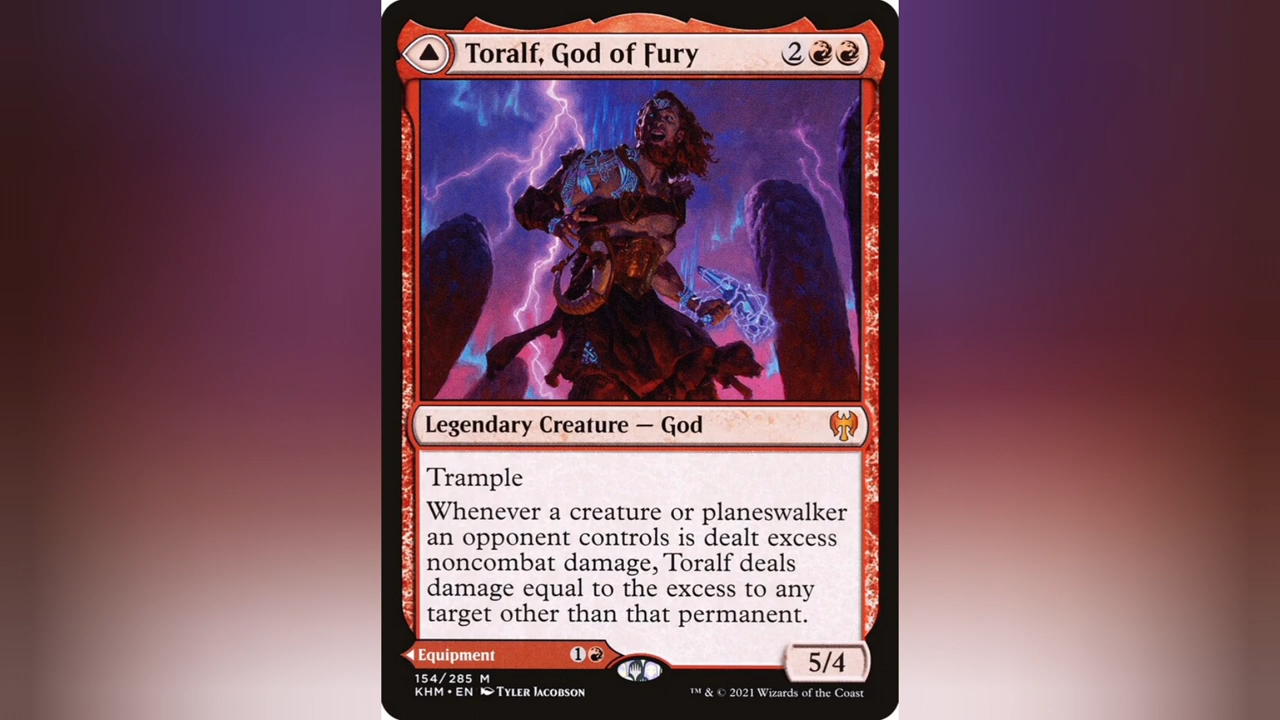 Toralf, God of Fury 2
Legendary Creature — God
Trample
Whenever a creature or planeswalker
an opponent controls is dealt excess
noncombat damage, Toralf deals
damage equal to the excess to any
target other than that permanent.
Equipment 1
5/4
154/285 M
KHM • EN Tyler Jacobson
™ & © 2021 Wizards of the Coast